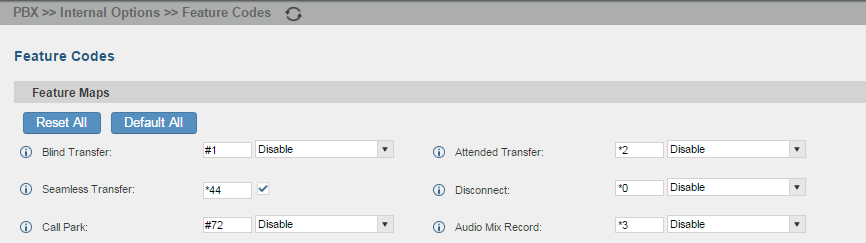 PBX >> Internal Options >> Feature Codes
Feature Codes
Feature Maps
Reset All Default All
Blind Transfer: #1 Disable Attended Transfer: *2 Disable
Seamless Transfer: *44 Disconnect: *0 Disable
Call Park: #72 Disable Audio Mix Record: *3 Disable